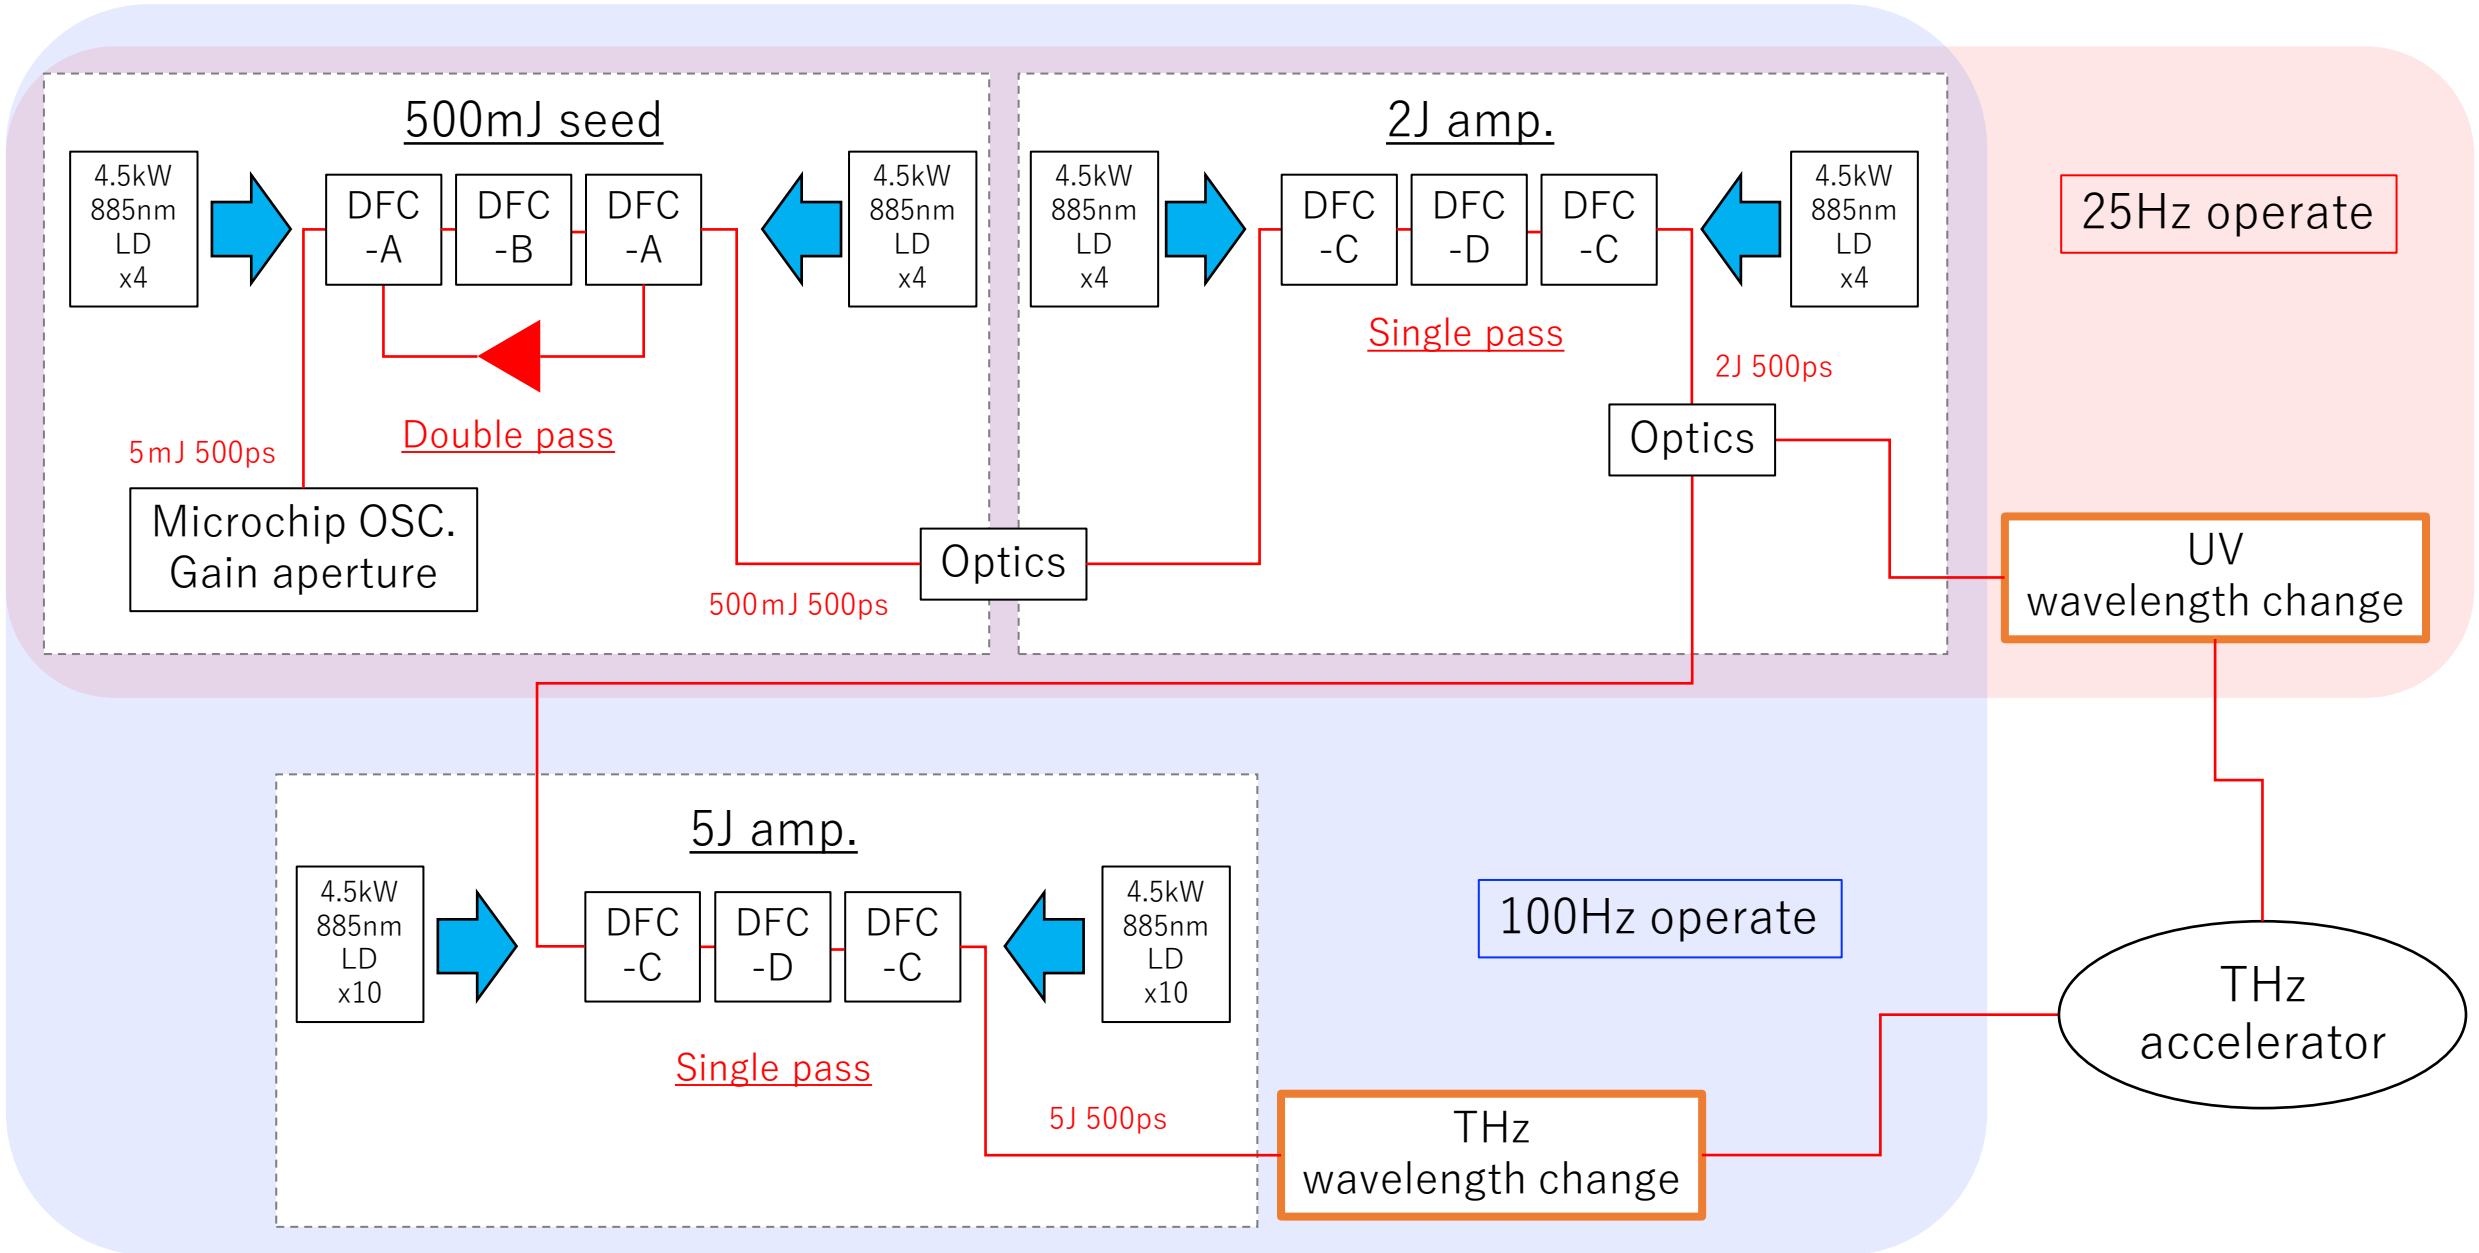 500mJ seed
4.5kW
885nm
LD
x4
DFC
-A
DFC
-B
DFC
-A
4.5kW
885nm
LD
x4
Double pass
5mJ 500ps
Microchip OSC.
Gain aperture
500mJ 500ps
Optics
2J amp.
4.5kW
885nm
LD
x4
DFC
-C
DFC
-D
DFC
-C
4.5kW
885nm
LD
x4
Single pass
2J 500ps
Optics
25Hz operate
UV
wavelength change
5J amp.
4.5kW
885nm
LD
x10
DFC
-C
DFC
-D
DFC
-C
4.5kW
885nm
LD
x10
Single pass
5J 500ps
100Hz operate
THz
wavelength change
THz
accelerator